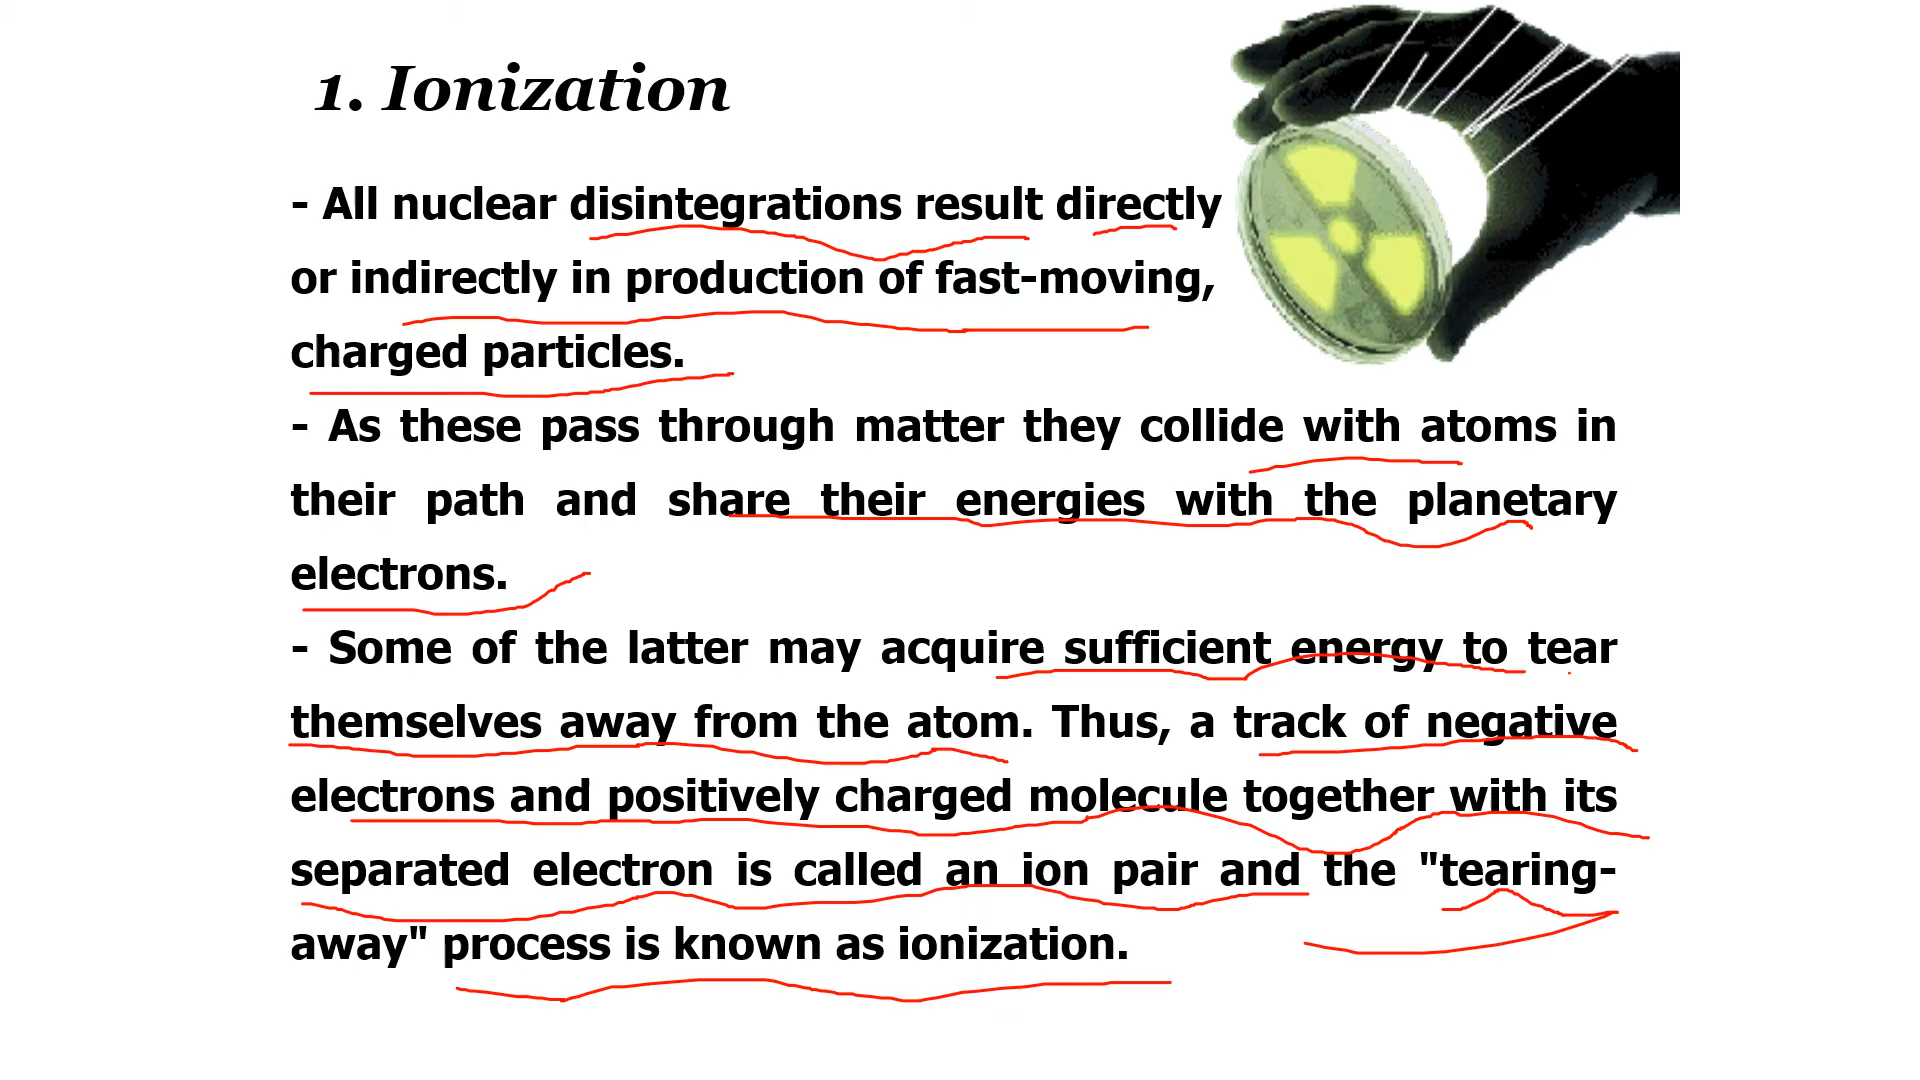 1. Ionization
- All nuclear disintegrations result directly
or indirectly in production of fast-moving,
charged particles.
- As these pass through matter they collide with atoms in
their path and share their energies with the planetary
electrons.
- Some of the latter may acquire sufficient energy to tear
themselves away from the atom. Thus, a track of negative
electrons and positively charged molecule together with its
separated electron is called an ion pair and the "tearing-
away" process is known as ionization.